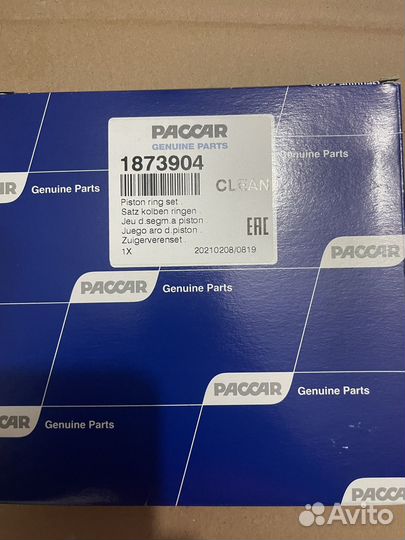 Genuine Parts
PACCAR
GENUINE PARTS
1873904
CLEAN
Piston ring set .
Satz kolben ringen .
Jeu d.segm.a piston .
Juego aro d.piston .
Zuigerverenset .
1X
20210208/0819
EAC
PACCAR
Genuine Parts
Genuine Parts
PACCAR
Genuine Parts
PACCAR
Genuine Parts
PACCAR
Genuine Parts
PACCAR
Avito